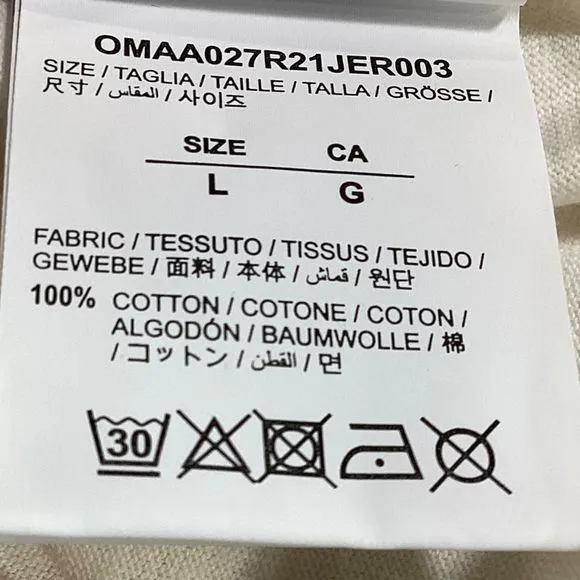 OMAA027R21JER003
SIZE / TAGLIA / TAILLE / TALLA / GRÖSSE /
尺寸 / المقاس / 사이즈
SIZE CA
L G
FABRIC / TESSUTO / TISSUS / TEJIDO /
GEWEBE / 面料 / 本体 / قماش / 원단
100% COTTON / COTONE / COTON /
ALGODÓN / BAUMWOLLE / 棉
/ コットン / القطن / 면
30